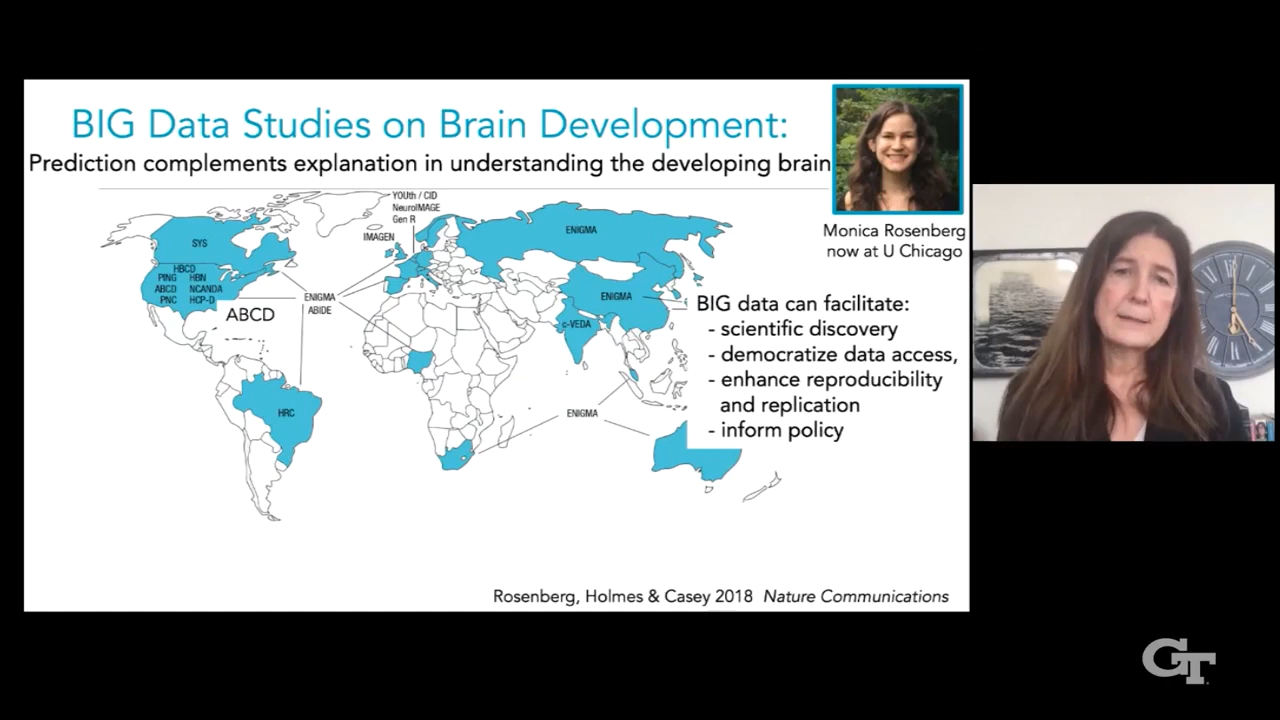 BIG Data Studies on Brain Development:
Prediction complements explanation in understanding the developing brain
Monica Rosenberg
now at U Chicago
YOUth / CID
NeuroIMAGE
Gen R
IMAGEN
ENIGMA
SYS
HBCD
PING HBN
ABCD NCANDA
PNC HCP-D
ENIGMA
ABIDE
ABCD
ENIGMA
c-VEDA
HRC
ENIGMA
BIG data can facilitate:
- scientific discovery
- democratize data access,
- enhance reproducibility
and replication
- inform policy
Rosenberg, Holmes & Casey 2018 Nature Communications
GT